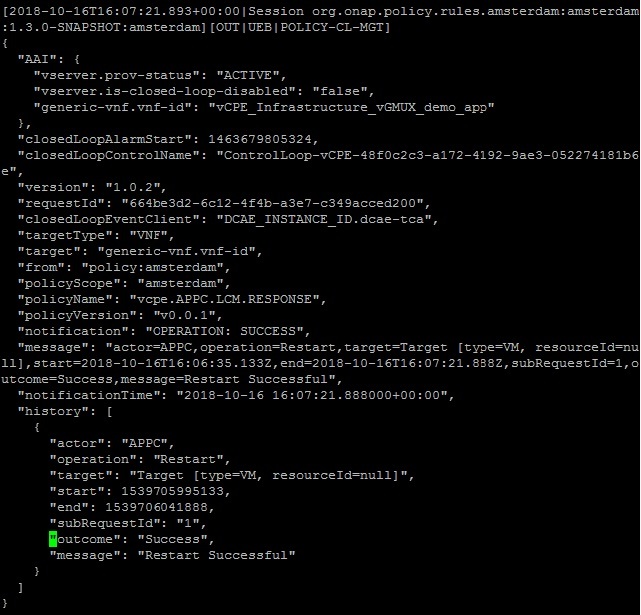 [2018-10-16T16:07:21.893+00:00|Session org.onap.policy.rules.amsterdam:amsterdam
:1.3.0-SNAPSHOT:amsterdam][OUT|UEB|POLICY-CL-MGT]
{
  "AAI": {
    "vserver.prov-status": "ACTIVE",
    "vserver.is-closed-loop-disabled": "false",
    "generic-vnf.vnf-id": "vCPE_Infrastructure_vGMUX_demo_app"
  },
  "closedLoopAlarmStart": 1463679805324,
  "closedLoopControlName": "ControlLoop-vCPE-48f0c2c3-a172-4192-9ae3-052274181b6
e",
  "version": "1.0.2",
  "requestId": "664be3d2-6c12-4f4b-a3e7-c349acced200",
  "closedLoopEventClient": "DCAE_INSTANCE_ID.dcae-tca",
  "targetType": "VNF",
  "target": "generic-vnf.vnf-id",
  "from": "policy:amsterdam",
  "policyScope": "amsterdam",
  "policyName": "vcpe.APPC.LCM.RESPONSE",
  "policyVersion": "v0.0.1",
  "notification": "OPERATION: SUCCESS",
  "message": "actor=APPC,operation=Restart,target=Target [type=VM, resourceId=nu
ll],start=2018-10-16T16:06:35.133Z,end=2018-10-16T16:07:21.888Z,subRequestId=1,o
utcome=Success,message=Restart Successful",
  "notificationTime": "2018-10-16 16:07:21.888000+00:00",
  "history": [
    {
      "actor": "APPC",
      "operation": "Restart",
      "target": "Target [type=VM, resourceId=null]",
      "start": 1539705995133,
      "end": 1539706041888,
      "subRequestId": "1",
      "outcome": "Success",
      "message": "Restart Successful"
    }
  ]
}